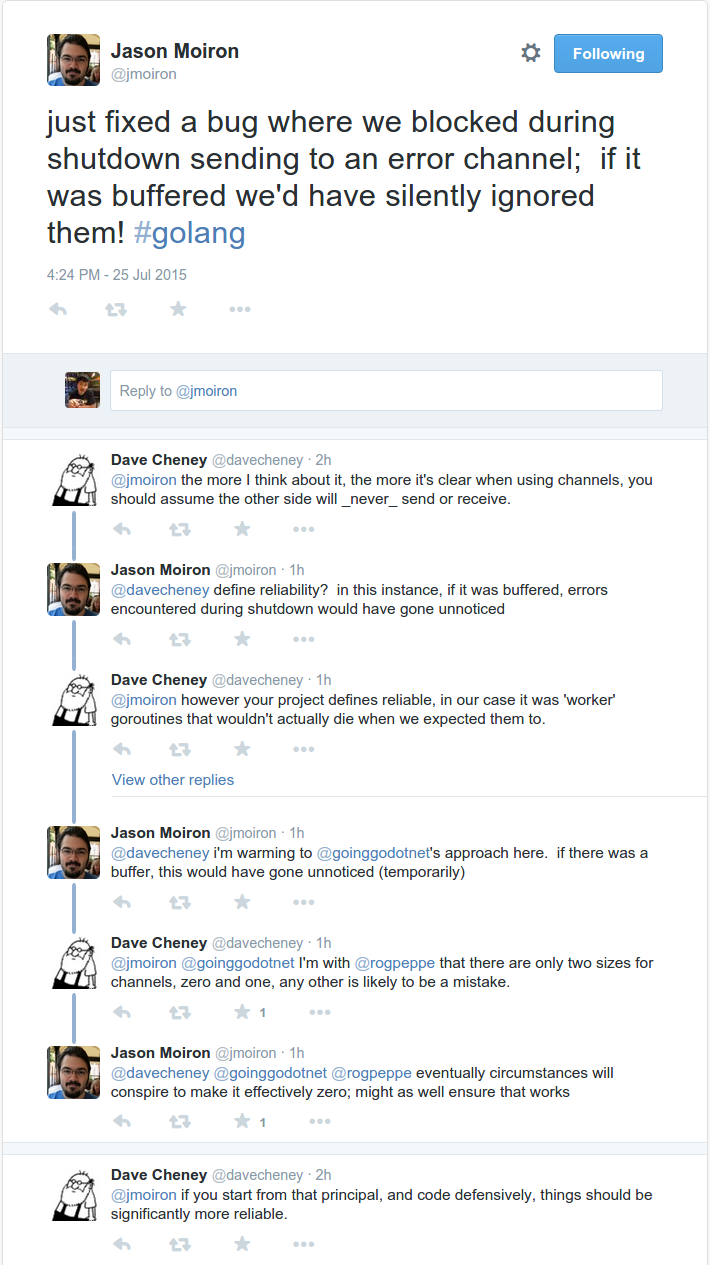 Jason Moiron
@jmoiron
Following
just fixed a bug where we blocked during
shutdown sending to an error channel;  if it
was buffered we'd have silently ignored
them! #golang
4:24 PM - 25 Jul 2015
Reply to @jmoiron
Dave Cheney @davecheney · 2h
@jmoiron the more I think about it, the more it's clear when using channels, you
should assume the other side will _never_ send or receive.
Jason Moiron @jmoiron · 1h
@davecheney define reliability?  in this instance, if it was buffered, errors
encountered during shutdown would have gone unnoticed
Dave Cheney @davecheney · 1h
@jmoiron however your project defines reliable, in our case it was 'worker'
goroutines that wouldn't actually die when we expected them to.
View other replies
Jason Moiron @jmoiron · 1h
@davecheney i'm warming to @goinggodotnet's approach here.  if there was a
buffer, this would have gone unnoticed (temporarily)
Dave Cheney @davecheney · 1h
@jmoiron @goinggodotnet I'm with @rogpeppe that there are only two sizes for
channels, zero and one, any other is likely to be a mistake.
1
Jason Moiron @jmoiron · 1h
@davecheney @goinggodotnet @rogpeppe eventually circumstances will
conspire to make it effectively zero; might as well ensure that works
1
Dave Cheney @davecheney · 2h
@jmoiron if you start from that principal, and code defensively, things should be
significantly more reliable.